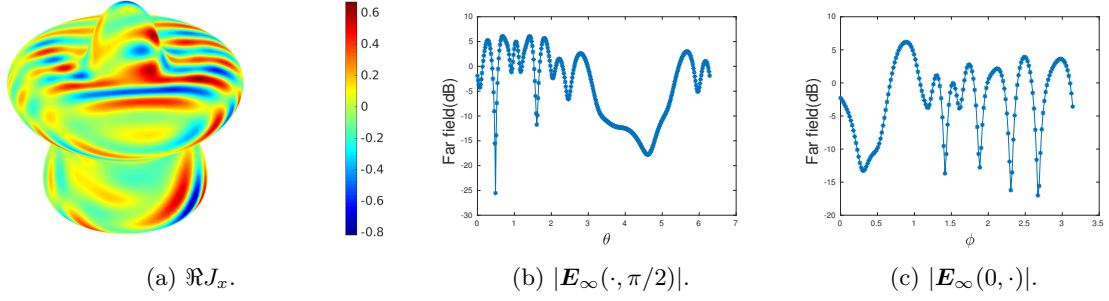 0.6
0.4
0.2
0
-0.2
-0.4
-0.6
-0.8
10
5
0
-5
-10
-15
-20
-25
-30
0 1 2 3 4 5 6 7
Far field(dB)
θ
10
5
0
-5
-10
-15
-20
0 0.5 1 1.5 2 2.5 3 3.5
Far field(dB)
ϕ
(a) ℜJₓ.
(b) |E∞(·, π/2)|.
(c) |E∞(0, ·)|.